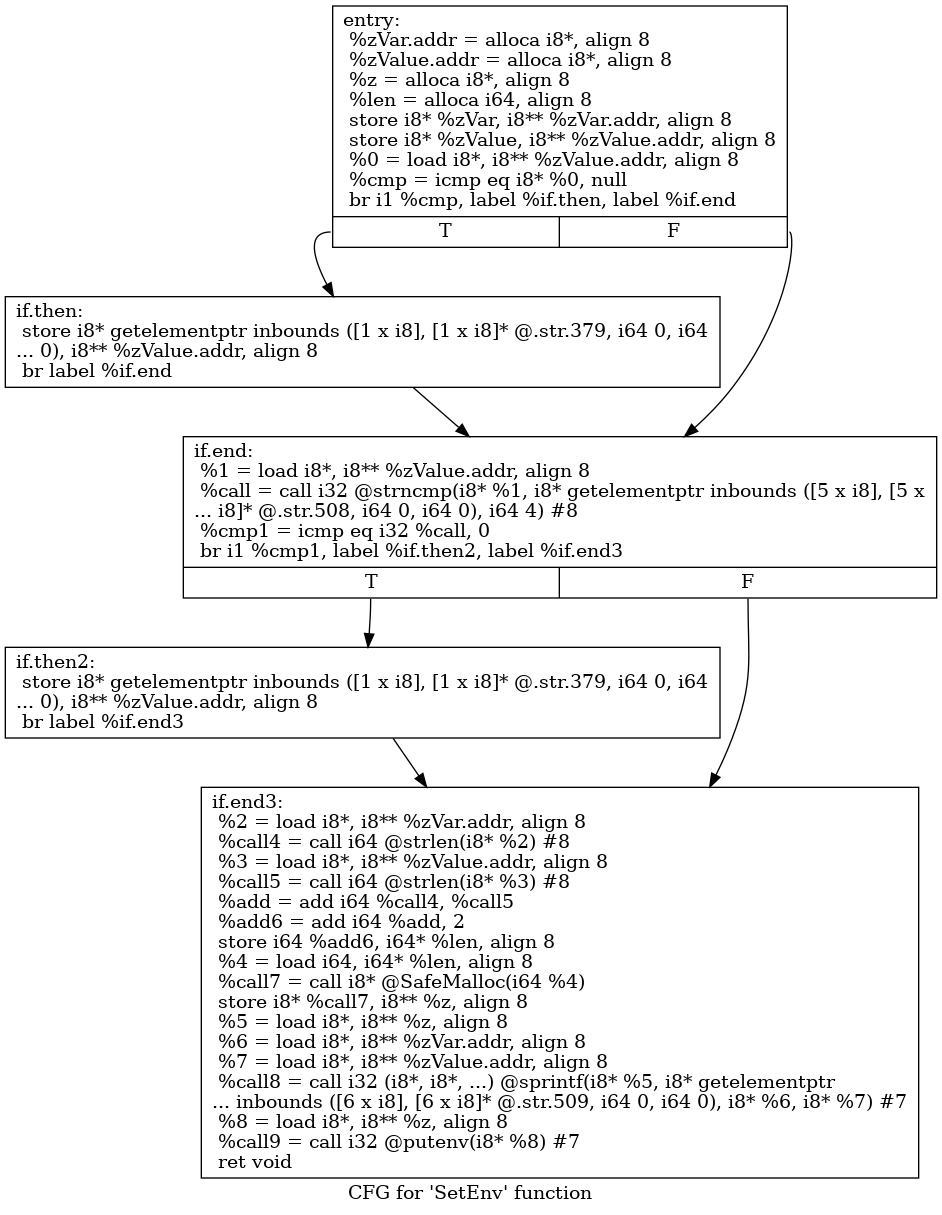 entry:
%zVar.addr = alloca i8*, align 8
%zValue.addr = alloca i8*, align 8
%z = alloca i8*, align 8
%len = alloca i64, align 8
store i8* %zVar, i8** %zVar.addr, align 8
store i8* %zValue, i8** %zValue.addr, align 8
%0 = load i8*, i8** %zValue.addr, align 8
%cmp = icmp eq i8* %0, null
br i1 %cmp, label %if.then, label %if.end
T F
if.then:
store i8* getelementptr inbounds ([1 x i8], [1 x i8]* @.str.379, i64 0, i64
... 0), i8** %zValue.addr, align 8
br label %if.end
if.end:
%1 = load i8*, i8** %zValue.addr, align 8
%call = call i32 @strncmp(i8* %1, i8* getelementptr inbounds ([5 x i8], [5 x
... i8]* @.str.508, i64 0, i64 0), i64 4) #8
%cmp1 = icmp eq i32 %call, 0
br i1 %cmp1, label %if.then2, label %if.end3
T F
if.then2:
store i8* getelementptr inbounds ([1 x i8], [1 x i8]* @.str.379, i64 0, i64
... 0), i8** %zValue.addr, align 8
br label %if.end3
if.end3:
%2 = load i8*, i8** %zVar.addr, align 8
%call4 = call i64 @strlen(i8* %2) #8
%3 = load i8*, i8** %zValue.addr, align 8
%call5 = call i64 @strlen(i8* %3) #8
%add = add i64 %call4, %call5
%add6 = add i64 %add, 2
store i64 %add6, i64* %len, align 8
%4 = load i64, i64* %len, align 8
%call7 = call i8* @SafeMalloc(i64 %4)
store i8* %call7, i8** %z, align 8
%5 = load i8*, i8** %z, align 8
%6 = load i8*, i8** %zVar.addr, align 8
%7 = load i8*, i8** %zValue.addr, align 8
%call8 = call i32 (i8*, i8*, ...) @sprintf(i8* %5, i8* getelementptr
... inbounds ([6 x i8], [6 x i8]* @.str.509, i64 0, i64 0), i8* %6, i8* %7) #7
%8 = load i8*, i8** %z, align 8
%call9 = call i32 @putenv(i8* %8) #7
ret void
CFG for 'SetEnv' function